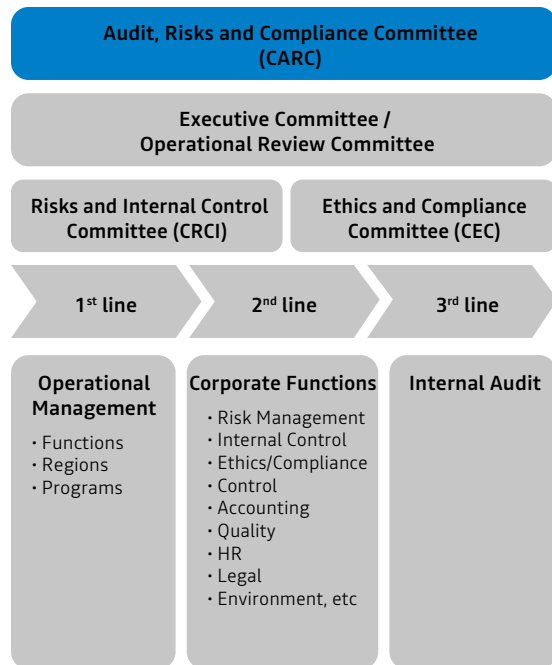 Audit, Risks and Compliance Committee
(CARC)
Executive Committee /
Operational Review Committee
Risks and Internal Control
Committee (CRCI)
Ethics and Compliance
Committee (CEC)
1st line
2nd line
3rd line
Operational
Management
· Functions
· Regions
· Programs
Corporate Functions
· Risk Management
· Internal Control
· Ethics/Compliance
· Control
· Accounting
· Quality
· HR
· Legal
· Environment, etc
Internal Audit